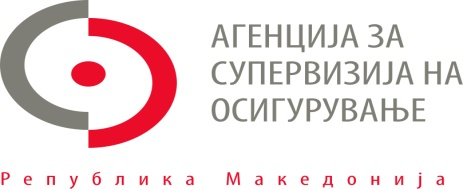 АГЕНЦИЈА ЗА
СУПЕРВИЗИЈА НА
ОСИГУРУВАЊЕ
Република Македонија